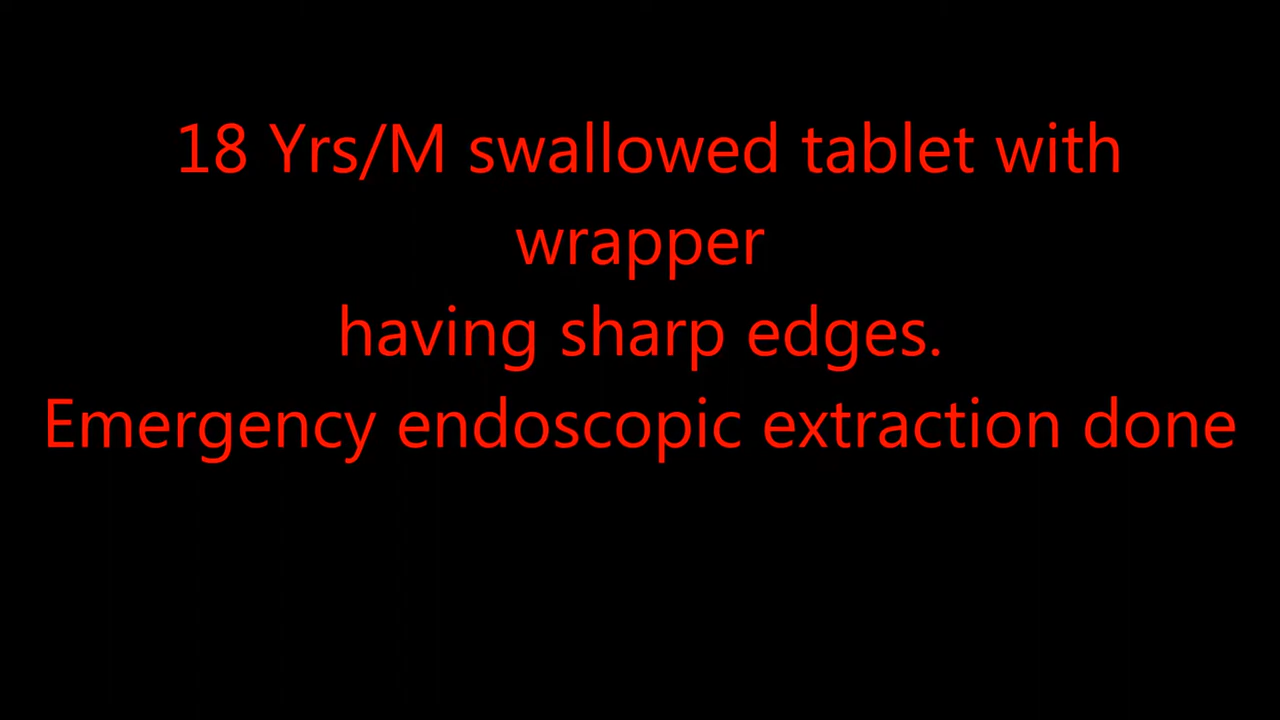 18 Yrs/M swallowed tablet with
wrapper
having sharp edges.
Emergency endoscopic extraction done